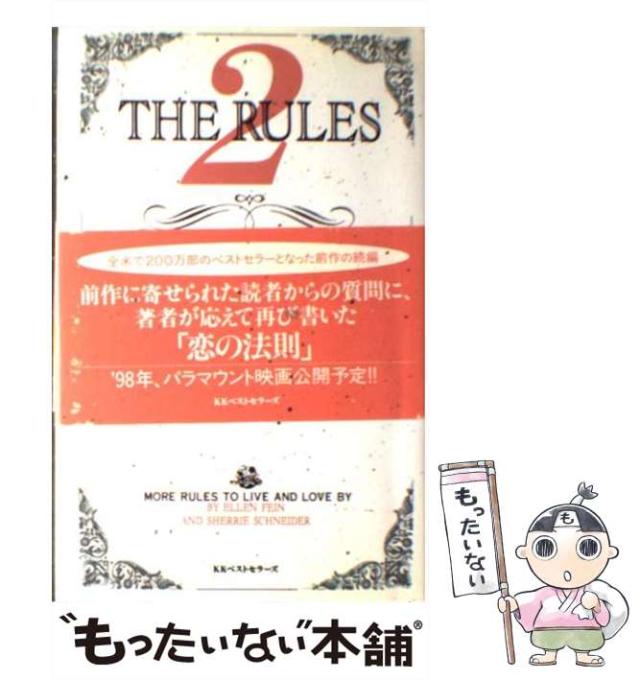 2
THE RULES
全米で200万部のベストセラーとなった前作の続編
前作に寄せられた読者からの質問に、
著者が応えて再び書いた
「恋の法則」
'98年、パラマウント映画公開予定!!
KKベストセラーズ
MORE RULES TO LIVE AND LOVE BY
BY ELLEN FEIN
AND SHERRIE SCHNEIDER
KKベストセラーズ
"もったいない"本舗®
もったいない
も